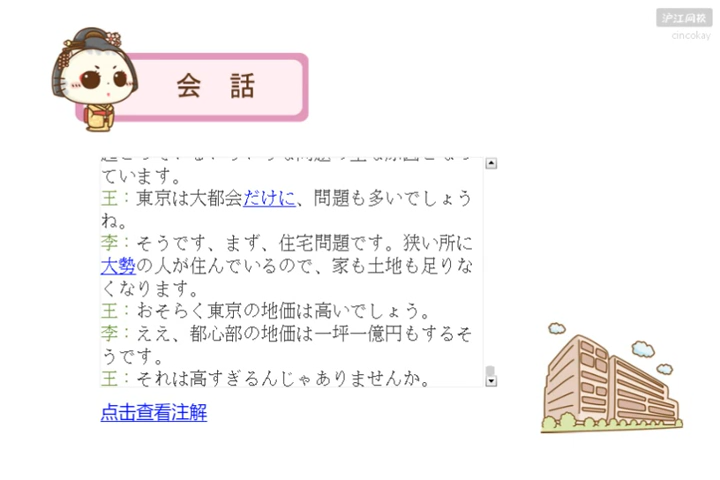 沪江网校
cincokay
会 話
ています。
王：東京は大都会だけに、問題も多いでしょう
ね。
李：そうです、まず、住宅問題です。狭い所に
大勢の人が住んでいるので、家も土地も足りな
くなります。
王：おそらく東京の地価は高いでしょう。
李：ええ、都心部の地価は一坪一億円もするそ
うです。
王：それは高すぎるんじゃありませんか。
点击查看注解